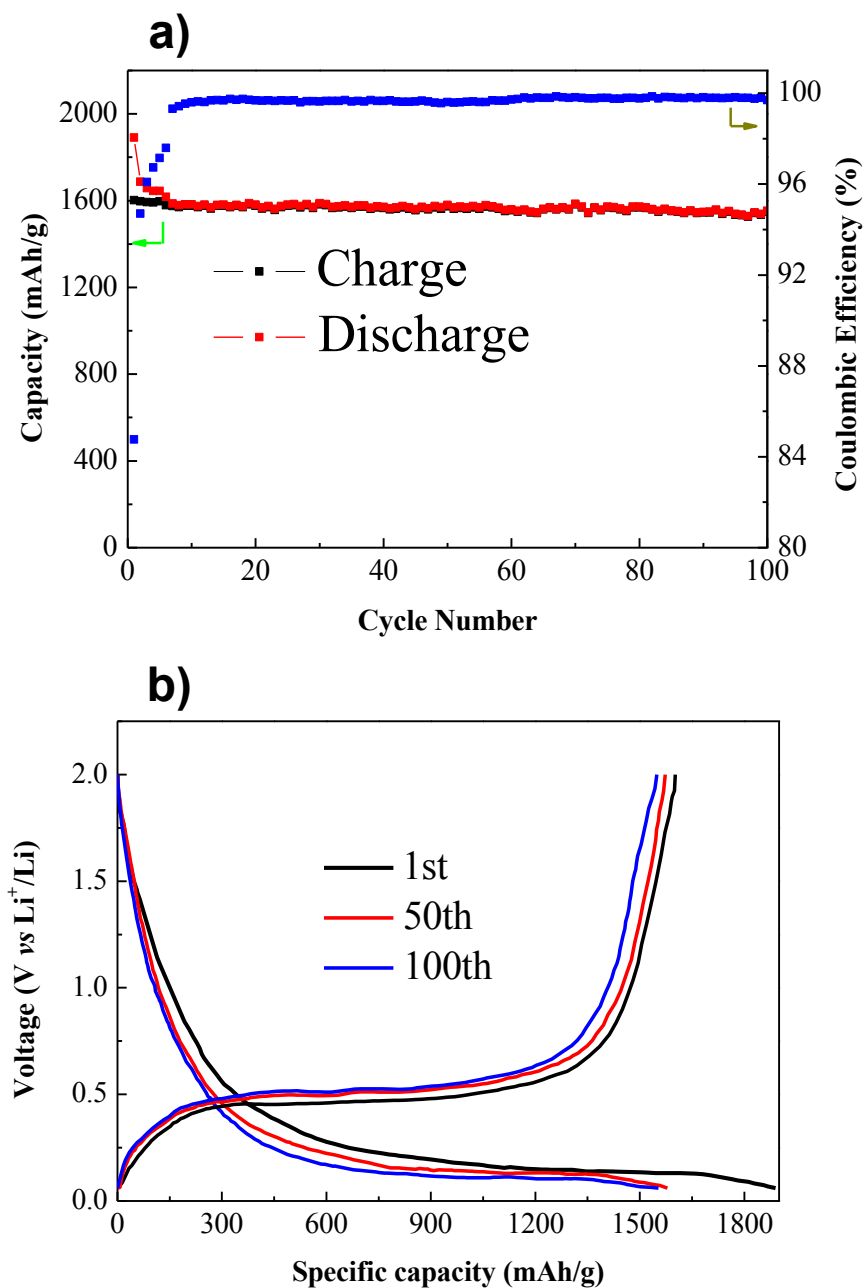 a)
2000
1600
1200
800
400
0
Capacity (mAh/g)
100
96
92
88
84
80
Coulombic Efficiency (%)
Charge
Discharge
0 20 40 60 80 100
Cycle Number
b)
2.0
1.5
1.0
0.5
0.0
Voltage (V vs Li⁺/Li)
1st
50th
100th
0 300 600 900 1200 1500 1800
Specific capacity (mAh/g)